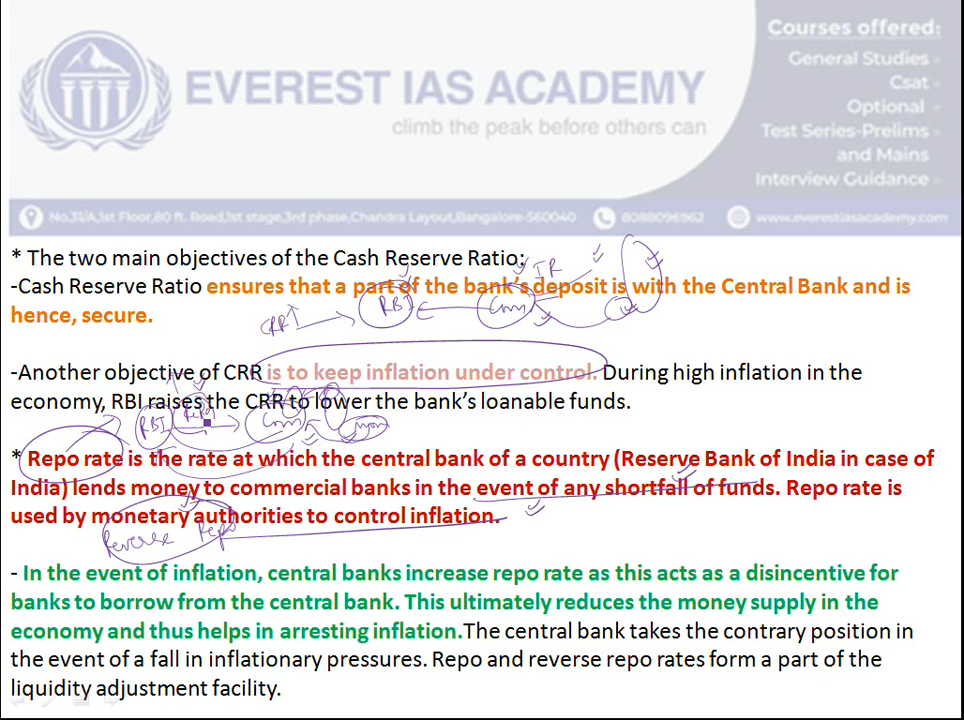 EVEREST IAS ACADEMY
climb the peak before others can
Courses offered:
General Studies
Csat
Optional
Test Series-Prelims
and Mains
Interview Guidance
No.31/A,1st Floor,80 ft. Road,1st stage,3rd phase,Chandra Layout,Bangalore-560040 8088096962 www.everestiasacademy.com
* The two main objectives of the Cash Reserve Ratio:
IR
-Cash Reserve Ratio ensures that a part of the bank's deposit is with the Central Bank and is
hence, secure.
CRR↑ RBI Com
-Another objective of CRR is to keep inflation under control. During high inflation in the
economy, RBI raises the CRR to lower the bank's loanable funds.
RBI Repo Com
* Repo rate is the rate at which the central bank of a country (Reserve Bank of India in case of
India) lends money to commercial banks in the event of any shortfall of funds. Repo rate is
used by monetary authorities to control inflation.
Reverse Repo
- In the event of inflation, central banks increase repo rate as this acts as a disincentive for
banks to borrow from the central bank. This ultimately reduces the money supply in the
economy and thus helps in arresting inflation.The central bank takes the contrary position in
the event of a fall in inflationary pressures. Repo and reverse repo rates form a part of the
liquidity adjustment facility.